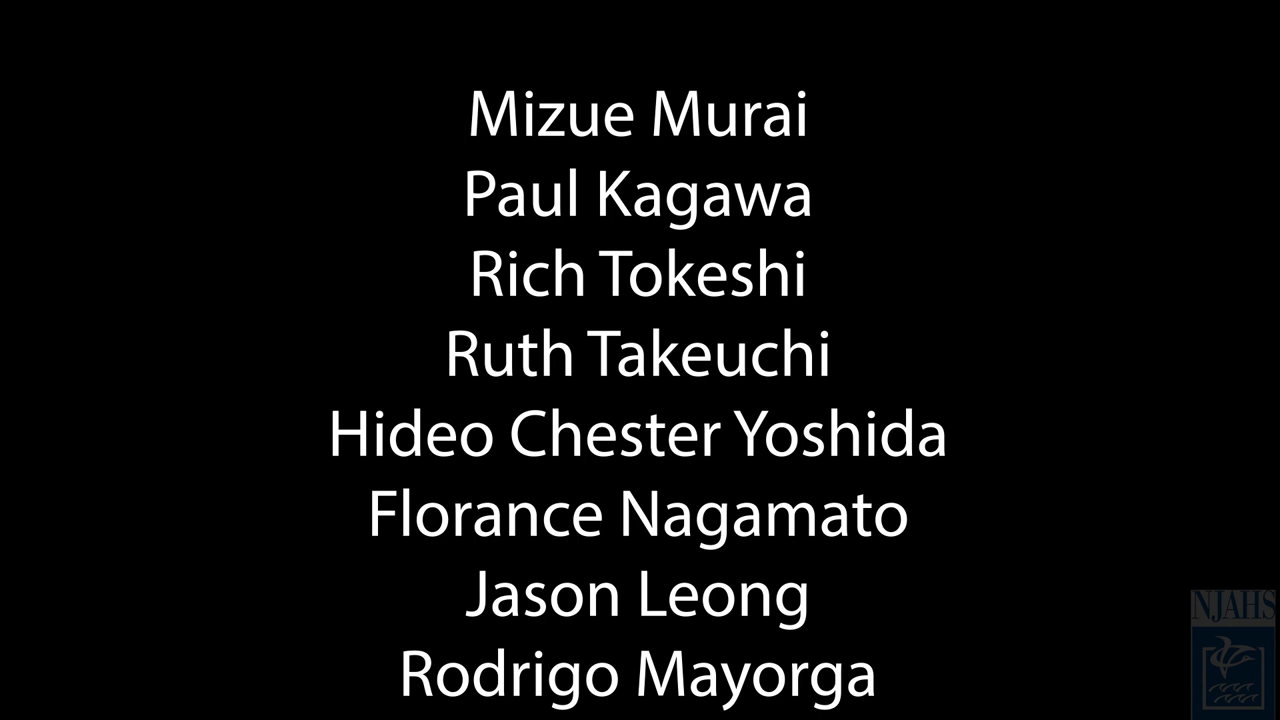 Mizue Murai
Paul Kagawa
Rich Tokeshi
Ruth Takeuchi
Hideo Chester Yoshida
Florance Nagamato
Jason Leong
Rodrigo Mayorga
NJAHS